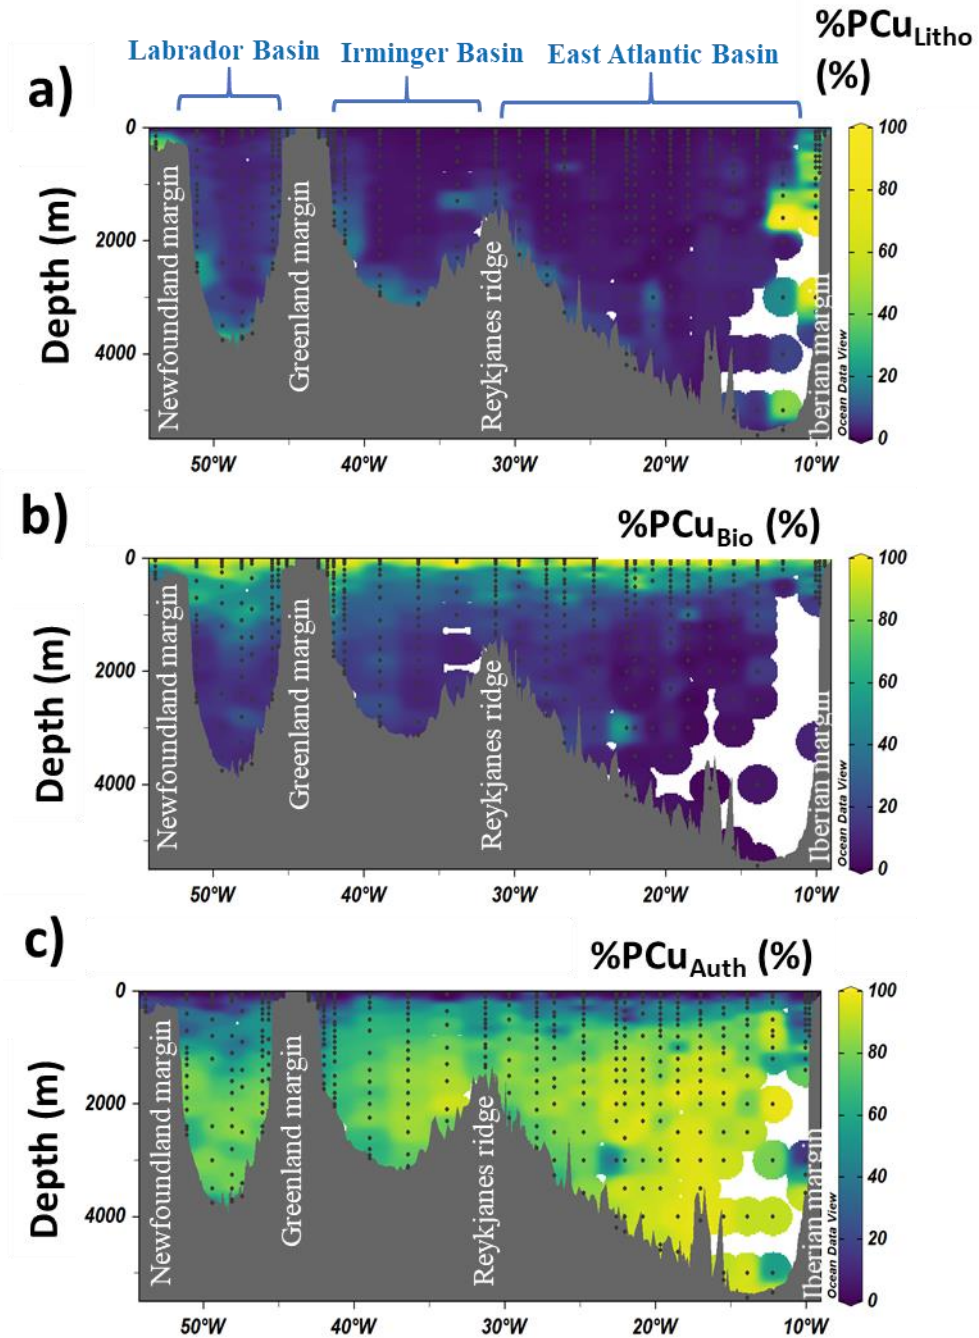 a)
Labrador Basin
Irminger Basin
East Atlantic Basin
%PCuLitho
(%)
Depth (m)
0
2000
4000
Newfoundland margin
Greenland margin
Reykjanes ridge
Iberian margin
50°W
40°W
30°W
20°W
10°W
100
80
60
40
20
0
Ocean Data View
b)
%PCuBio (%)
Depth (m)
0
2000
4000
Newfoundland margin
Greenland margin
Reykjanes ridge
Iberian margin
50°W
40°W
30°W
20°W
10°W
100
80
60
40
20
0
Ocean Data View
c)
%PCuAuth (%)
Depth (m)
0
2000
4000
Newfoundland margin
Greenland margin
Reykjanes ridge
Iberian margin
50°W
40°W
30°W
20°W
10°W
100
80
60
40
20
0
Ocean Data View